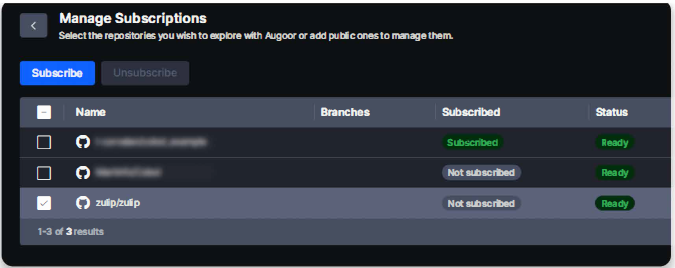 Manage Subscriptions
Select the repositories you wish to explore with Augoor or add public ones to manage them.
Subscribe Unsubscribe
Name Branches Subscribed Status
Subscribed Ready
Not subscribed Ready
zulip/zulip Not subscribed Ready
1-3 of 3 results